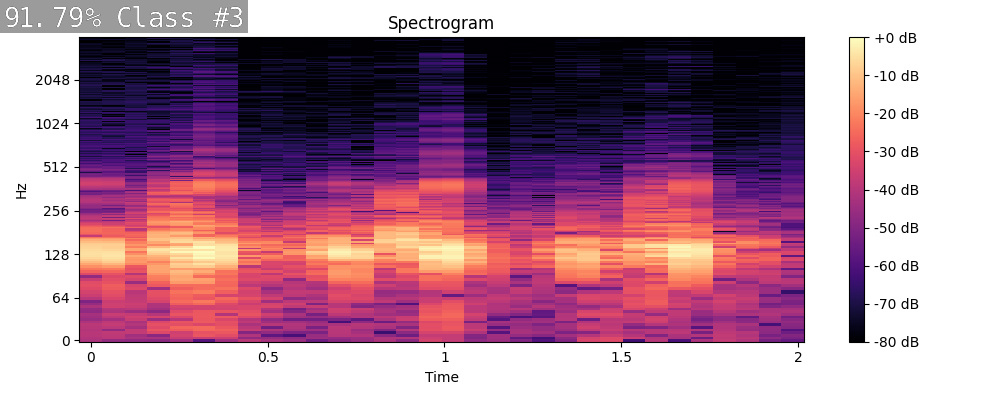 91.79% Class #3
Spectrogram
Hz
2048
1024
512
256
128
64
0
0
0.5
1
1.5
2
Time
+0 dB
-10 dB
-20 dB
-30 dB
-40 dB
-50 dB
-60 dB
-70 dB
-80 dB